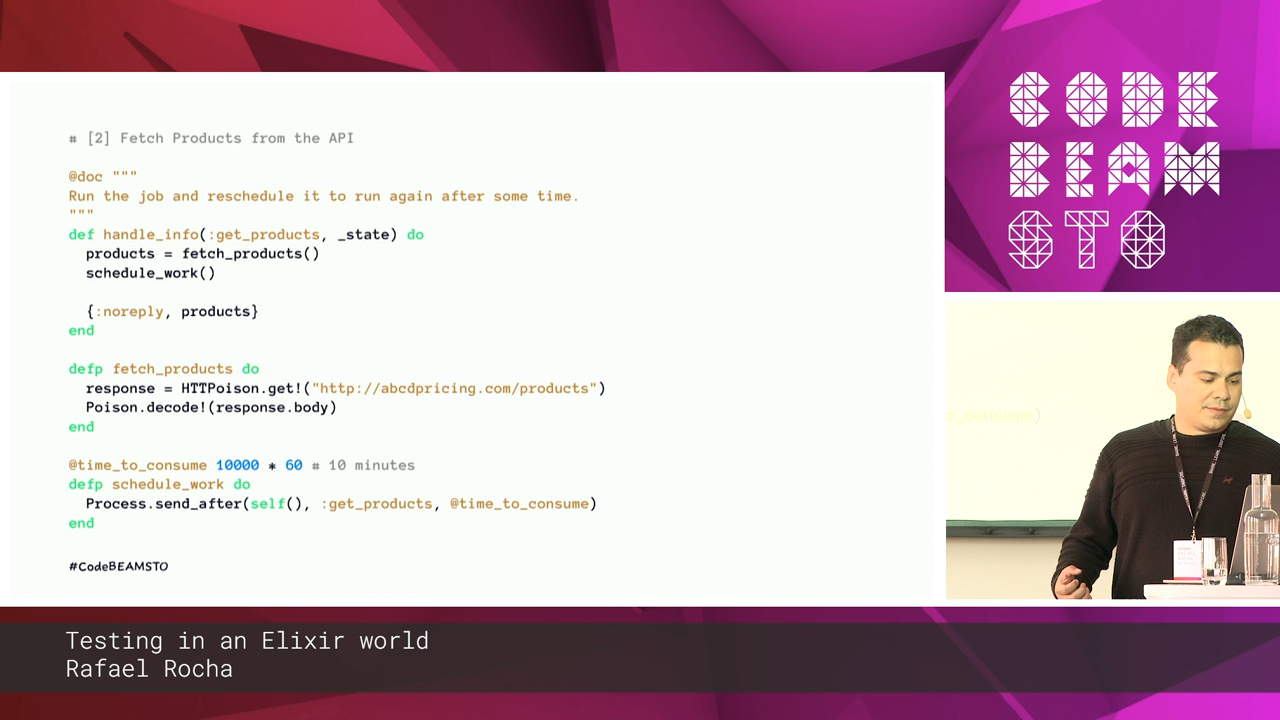 # [2] Fetch Products from the API
@doc """
Run the job and reschedule it to run again after some time.
"""
def handle_info(:get_products, _state) do
  products = fetch_products()
  schedule_work()
  {:noreply, products}
end
defp fetch_products do
  response = HTTPoison.get!("http://abcdpricing.com/products")
  Poison.decode!(response.body)
end
@time_to_consume 10000 * 60 # 10 minutes
defp schedule_work do
  Process.send_after(self(), :get_products, @time_to_consume)
end
#CodeBEAMSTO
CODE
BEAM
STO
o_consume)
RAFAEL
ROCHA
Testing in an Elixir world
Rafael Rocha